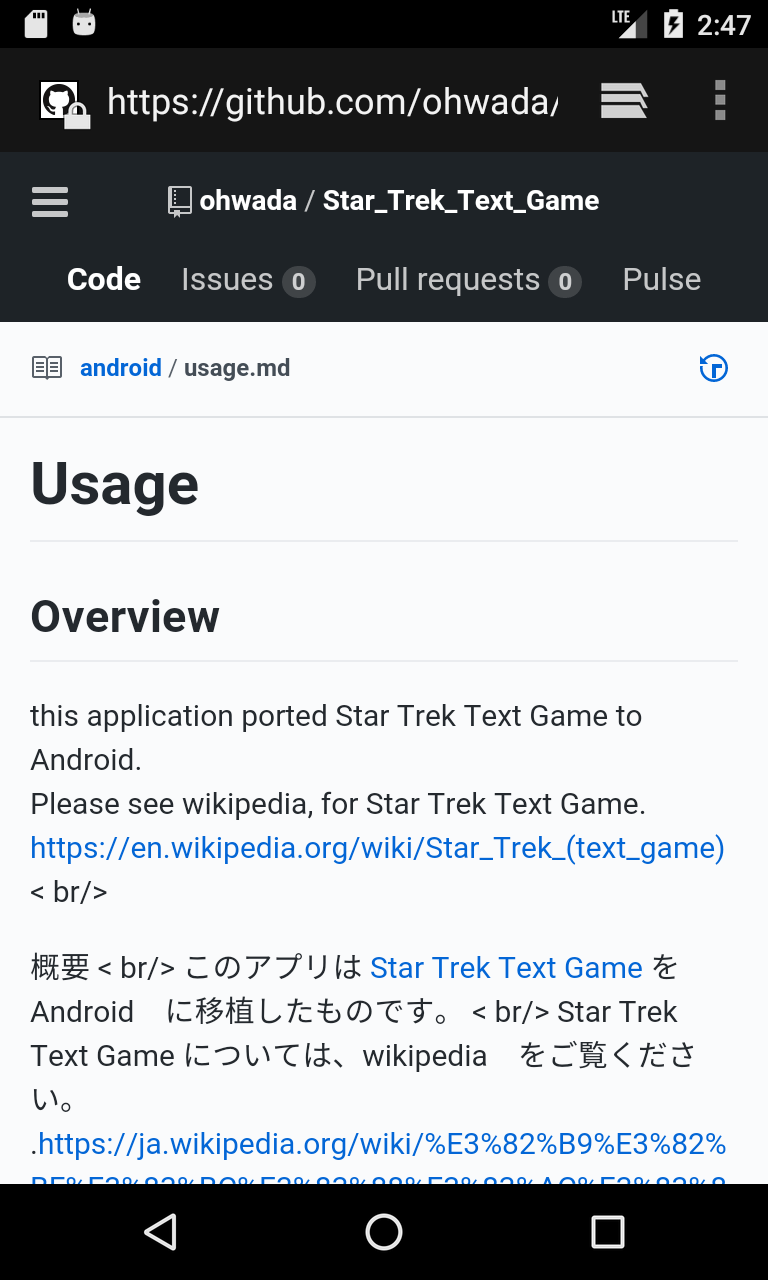 LTE 2:47
https://github.com/ohwada/
ohwada / Star_Trek_Text_Game
Code Issues 0 Pull requests 0 Pulse
android / usage.md
Usage
Overview
this application ported Star Trek Text Game to
Android.
Please see wikipedia, for Star Trek Text Game.
https://en.wikipedia.org/wiki/Star_Trek_(text_game)
< br/>
概要 < br/> このアプリは Star Trek Text Game を
Android　に移植したものです。 < br/> Star Trek
Text Game については、wikipedia　をご覧くださ
い。
.https://ja.wikipedia.org/wiki/%E3%82%B9%E3%82%